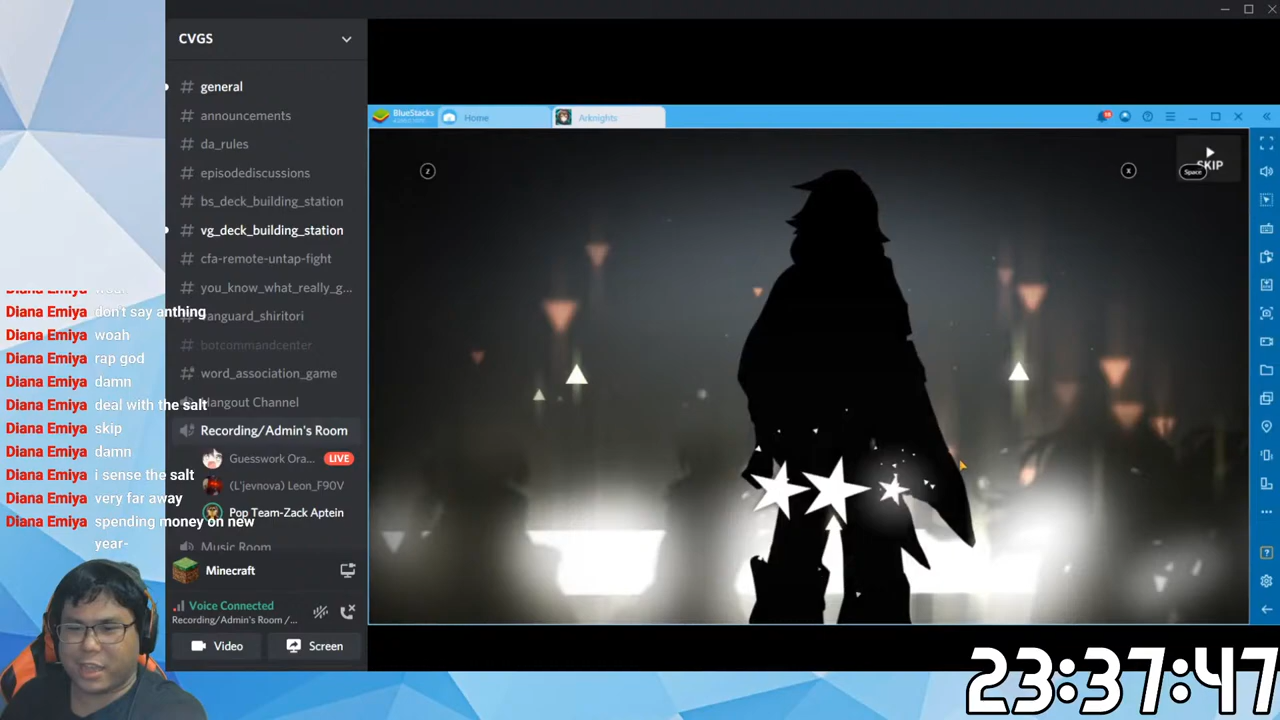 CVGS
general
announcements
da_rules
episodediscussions
bs_deck_building_station
vg_deck_building_station
cfa-remote-untap-fight
you_know_what_really_g...
vanguard_shiritori
botcommandcenter
word_association_game
Hangout Channel
Recording/Admin's Room
Guesswork Ora... LIVE
(L'jevnova) Leon_F90V
Pop Team-Zack Aptein
Music Room
Minecraft
Voice Connected
Recording/Admin's Room /...
Video Screen
Diana Emiya
Diana Emiya don't say anthing
Diana Emiya woah
Diana Emiya rap god
Diana Emiya damn
Diana Emiya deal with the salt
Diana Emiya skip
Diana Emiya damn
Diana Emiya i sense the salt
Diana Emiya very far away
Diana Emiya spending money on new
year-
BlueStacks
Home
Arknights
Z
X
SKIP
Space
23:37:47